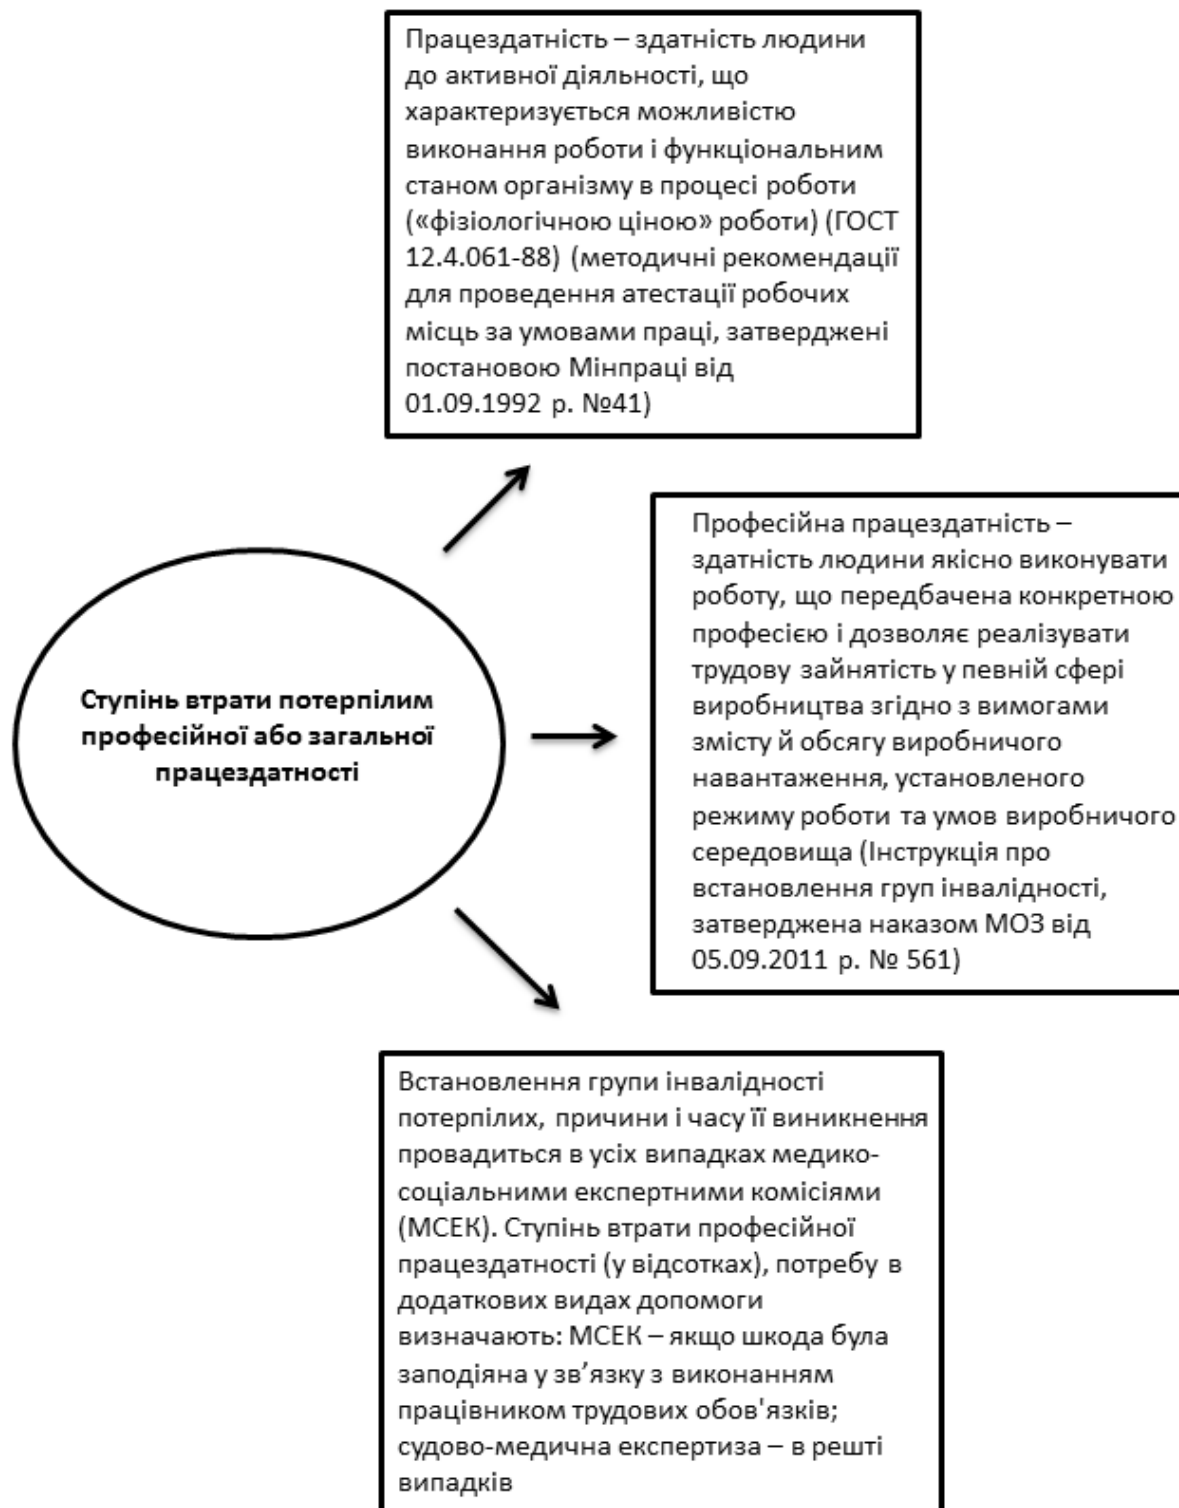 Працездатність – здатність людини
до активної діяльності, що
характеризується можливістю
виконання роботи і функціональним
станом організму в процесі роботи
(«фізіологічною ціною» роботи) (ГОСТ
12.4.061-88) (методичні рекомендації
для проведення атестації робочих
місць за умовами праці, затверджені
постановою Мінпраці від
01.09.1992 р. №41)
Професійна працездатність –
здатність людини якісно виконувати
роботу, що передбачена конкретною
професією і дозволяє реалізувати
трудову зайнятість у певній сфері
виробництва згідно з вимогами
змісту й обсягу виробничого
навантаження, установленого
режиму роботи та умов виробничого
середовища (Інструкція про
встановлення груп інвалідності,
затверджена наказом МОЗ від
05.09.2011 р. № 561)
Ступінь втрати потерпілим
професійної або загальної
працездатності
Встановлення групи інвалідності
потерпілих, причини і часу її виникнення
провадиться в усіх випадках медико-
соціальними експертними комісіями
(МСЕК). Ступінь втрати професійної
працездатності (у відсотках), потребу в
додаткових видах допомоги
визначають: МСЕК – якщо шкода була
заподіяна у зв’язку з виконанням
працівником трудових обов'язків;
судово-медична експертиза – в решті
випадків